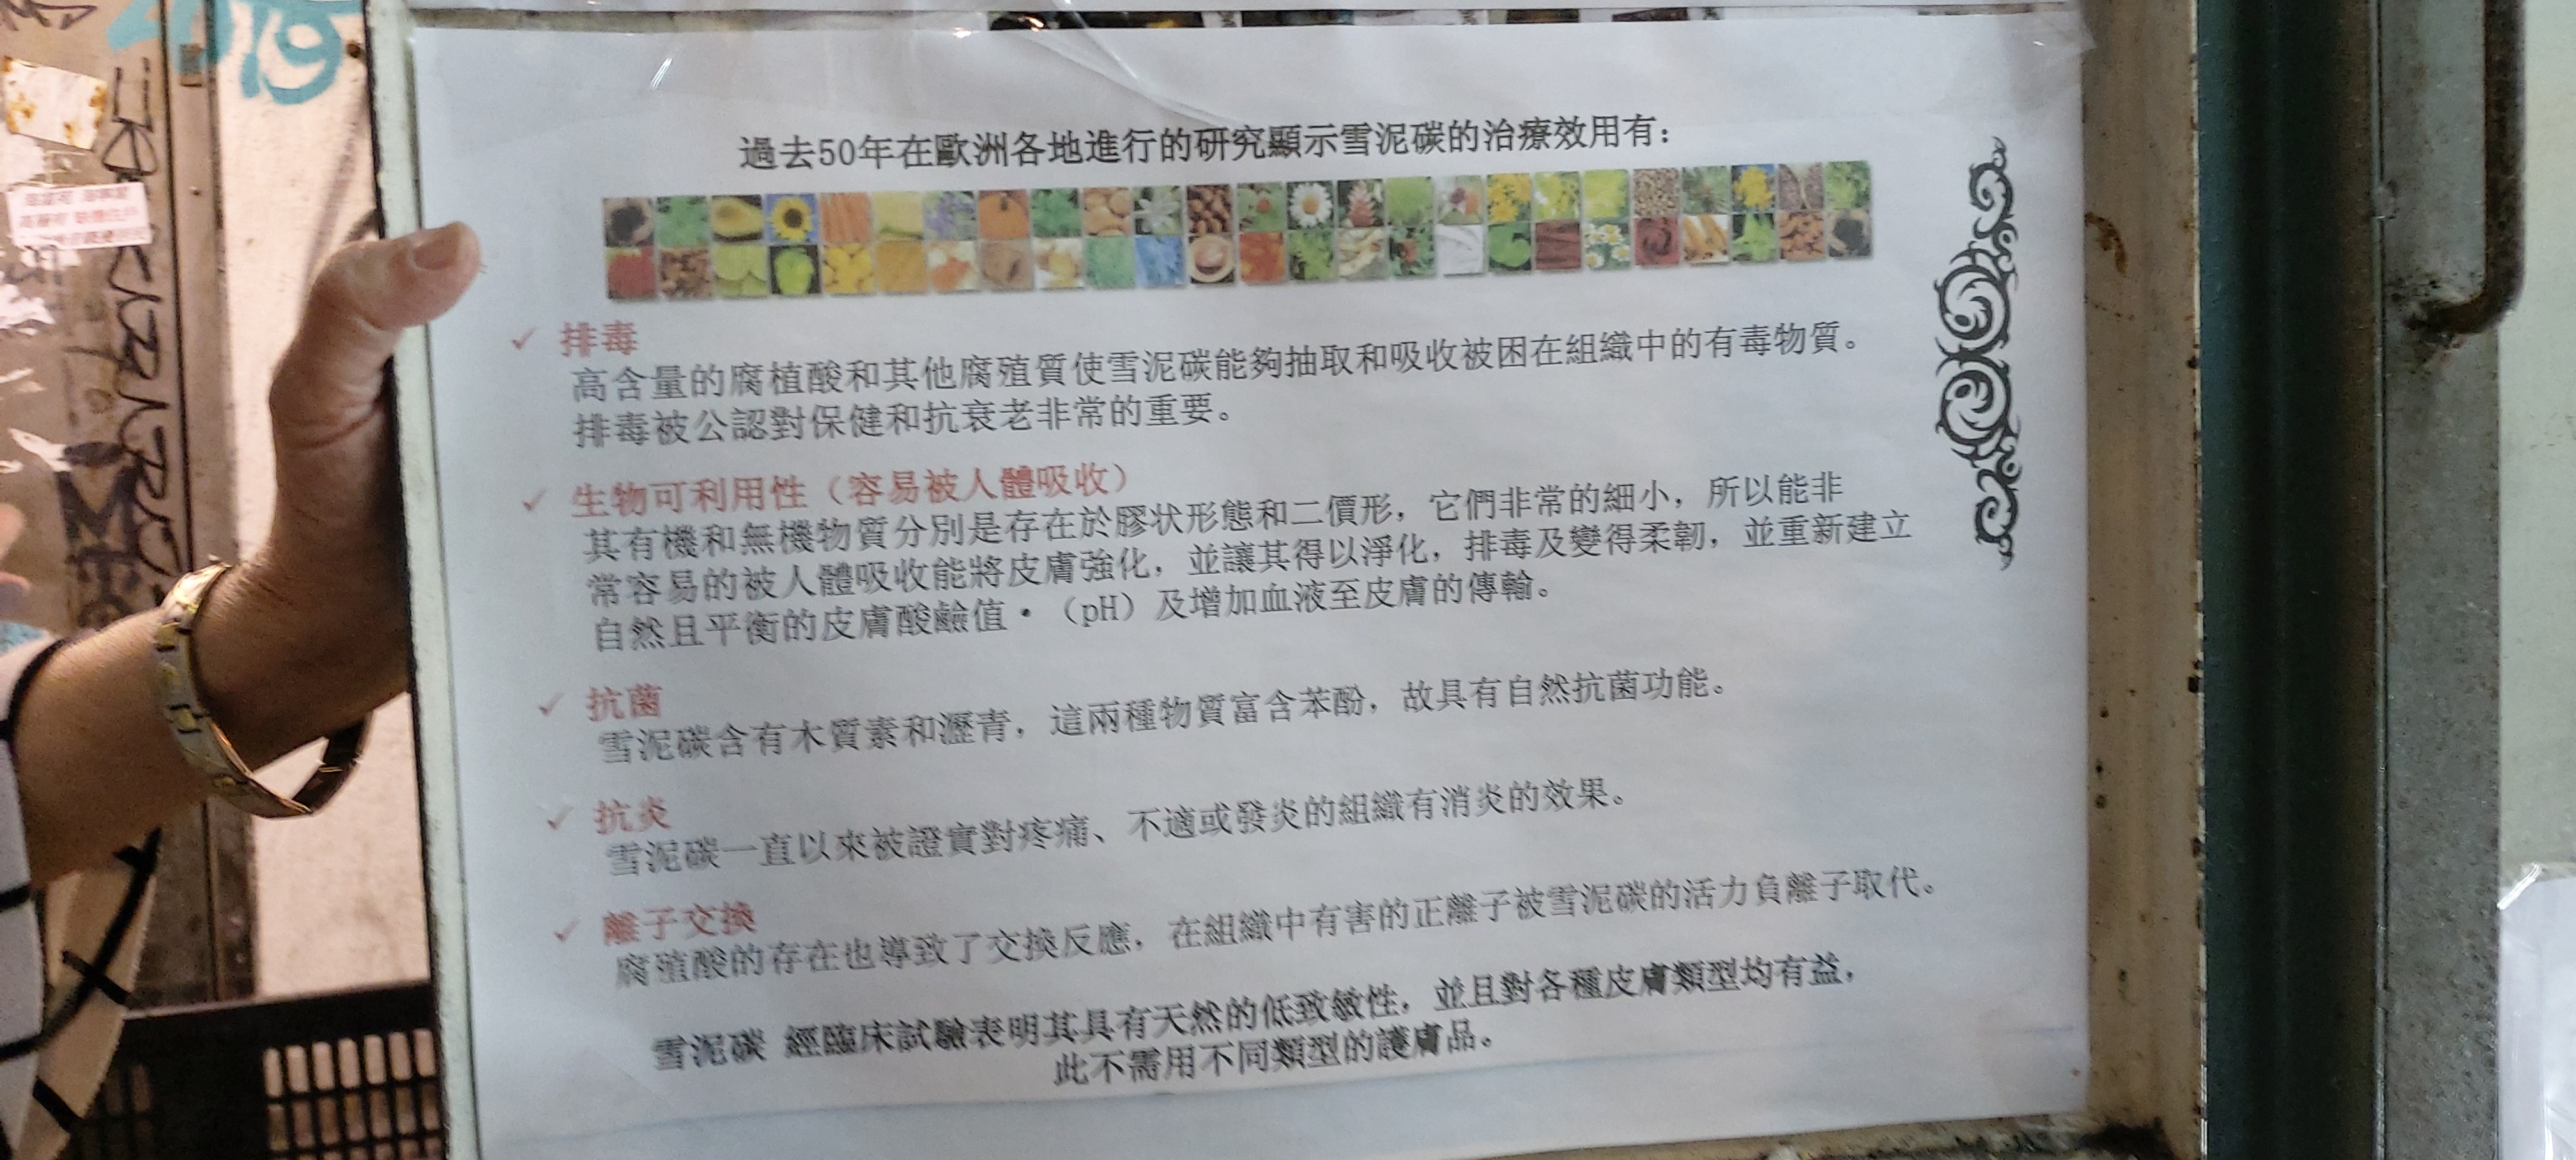 過去50年在歐洲各地進行的研究顯示雪泥碳的治療效用有：
✓ 排毒
高含量的腐植酸和其他腐殖質使雪泥碳能夠抽取和吸收被困在組織中的有毒物質。
排毒被公認對保健和抗衰老非常的重要。
✓ 生物可利用性（容易被人體吸收）
其有機和無機物質分別是存在於膠状形態和二價形，它們非常的細小，所以能非
常容易的被人體吸收能將皮膚強化，並讓其得以淨化，排毒及變得柔韌，並重新建立
自然且平衡的皮膚酸鹼值·（pH）及增加血液至皮膚的傳輸。
✓ 抗菌
雪泥碳含有木質素和瀝青，這兩種物質富含苯酚，故具有自然抗菌功能。
✓ 抗炎
雪泥碳一直以來被證實對疼痛、不適或發炎的組織有消炎的效果。
✓ 離子交換
腐殖酸的存在也導致了交換反應，在組織中有害的正離子被雪泥碳的活力負離子取代。
雪泥碳 經臨床試驗表明其具有天然的低致敏性，並且對各種皮膚類型均有益，
此不需用不同類型的護膚品。